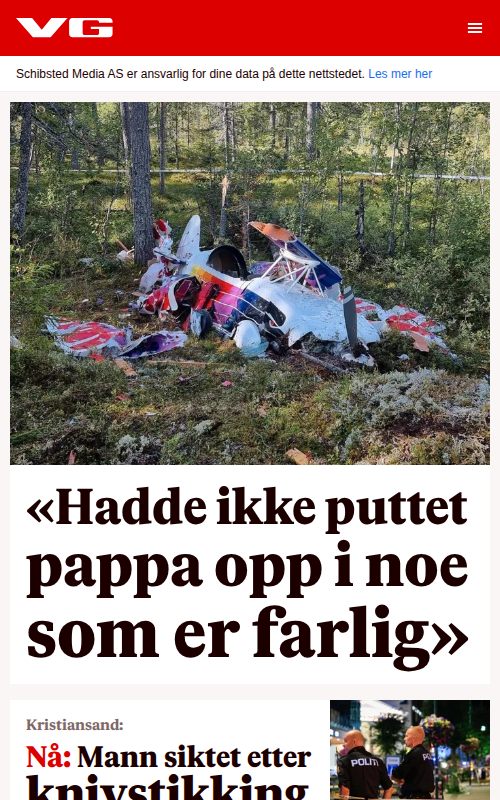 VG
Schibsted Media AS er ansvarlig for dine data på dette nettstedet. Les mer her
«Hadde ikke puttet
pappa opp i noe
som er farlig»
Kristiansand:
Nå: Mann siktet etter
knivstikking
POLITI